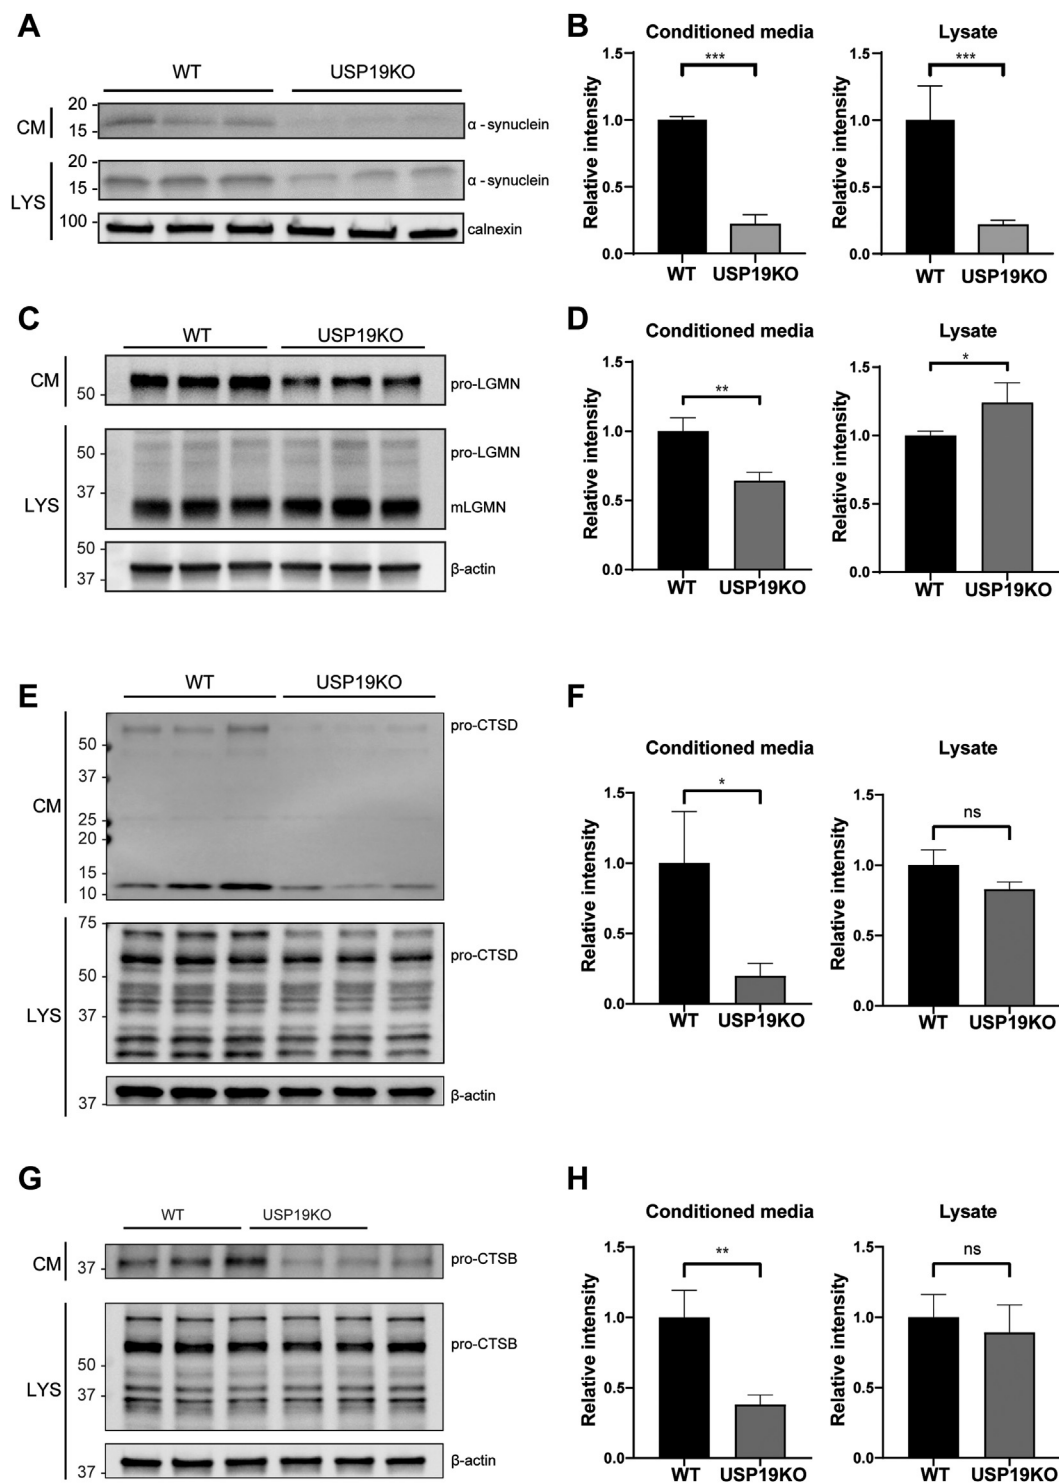 A
WT USP19KO
CM
20
15
α - synuclein
LYS
20
15
α - synuclein
100
calnexin
B
Conditioned media
Relative intensity
1.5
1.0
0.5
0.0
***
WT USP19KO
Lysate
Relative intensity
1.5
1.0
0.5
0.0
***
WT USP19KO
C
WT USP19KO
CM
50
pro-LGMN
LYS
50
pro-LGMN
37
mLGMN
50
37
β-actin
D
Conditioned media
Relative intensity
1.5
1.0
0.5
0.0
**
WT USP19KO
Lysate
Relative intensity
1.5
1.0
0.5
0.0
*
WT USP19KO
E
WT USP19KO
CM
pro-CTSD
50
37
25
20
15
10
LYS
75
pro-CTSD
50
37
37
β-actin
F
Conditioned media
Relative intensity
1.5
1.0
0.5
0.0
*
WT USP19KO
Lysate
Relative intensity
1.5
1.0
0.5
0.0
ns
WT USP19KO
G
WT USP19KO
CM
37
pro-CTSB
LYS
pro-CTSB
50
37
37
β-actin
H
Conditioned media
Relative intensity
1.5
1.0
0.5
0.0
**
WT USP19KO
Lysate
Relative intensity
1.5
1.0
0.5
0.0
ns
WT USP19KO